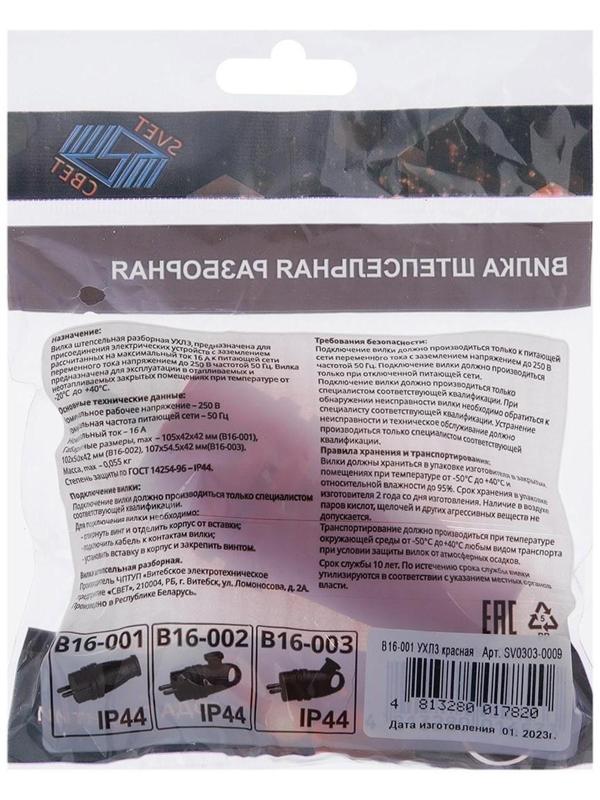 SVET
СВЕТ
ВИЛКА ШТЕПСЕЛЬНАЯ РАЗБОРНАЯ
Назначение:
Вилка штепсельная разборная УХЛ3, предназначена для
присоединения электрических устройств с заземлением
рассчитанных на максимальный ток 16 А к питающей сети
переменного тока напряжением до 250 В частотой 50 Гц. Вилка
предназначена для эксплуатации в отапливаемых и
неотапливаемых закрытых помещениях при температуре от
-20°С до +40°С.
Основные технические данные:
Номинальное рабочее напряжение – 250 В
Номинальная частота питающей сети – 50 Гц
Номинальный ток – 16 А
Габаритные размеры, max – 105х42х42 мм (В16-001),
102х50х42 мм (В16-002), 107х54.5х42 мм(В16-003).
Масса, max – 0,055 кг
Степень защиты по ГОСТ 14254-96 – IP44.
Подключение вилки:
Подключение вилки должно производиться только специалистом
соответствующей квалификации.
Для подключения вилки необходимо:
- отвернуть винт и отделить корпус от вставки;
- подключить кабель к контактам вилки;
- установить вставку в корпус и закрепить винтом.
Вилка штепсельная разборная.
Производитель ЧПТУП «Витебское электротехническое
предприятие «СВЕТ», 210004, РБ, г. Витебск, ул. Ломоносова, д. 2А.
Произведено в Республике Беларусь.
Требования безопасности:
Подключение вилки должно производиться только к питающей
сети переменного тока с заземлением напряжением до 250 В
частотой 50 Гц. Подключение вилки должно производиться
только при отключенной питающей сети.
Подключение вилки должно производиться только
специалистом соответствующей квалификации. При
обнаружении неисправности вилки необходимо обратиться к
специалисту соответствующей квалификации. Устранение
неисправности и техническое обслуживание должно
производиться только специалистом соответствующей
квалификации.
Правила хранения и транспортирования:
Вилки должны храниться в упаковке изготовителя в закрытых
помещениях при температуре от -50°С до +40°С и
относительной влажности до 95%. Срок хранения в упаковке
изготовителя 2 года со дня изготовления. Наличие в воздухе
паров кислот, щелочей и других агрессивных веществ не
допускается.
Транспортирование должно производиться при температуре
окружающей среды от -50°С до +40°С любым видом транспорта
при условии защиты вилок от атмосферных осадков.
Срок службы 10 лет. По истечению срока службы вилки
утилизируются в соответствии с указанием местных органов
власти.
EAC
5
PP
В16-001
IP44
В16-002
IP44
В16-003
IP44
В16-001 УХЛ3 красная Арт. SV0303-0009
4 813280 017820
Дата изготовления 01. 2023г.